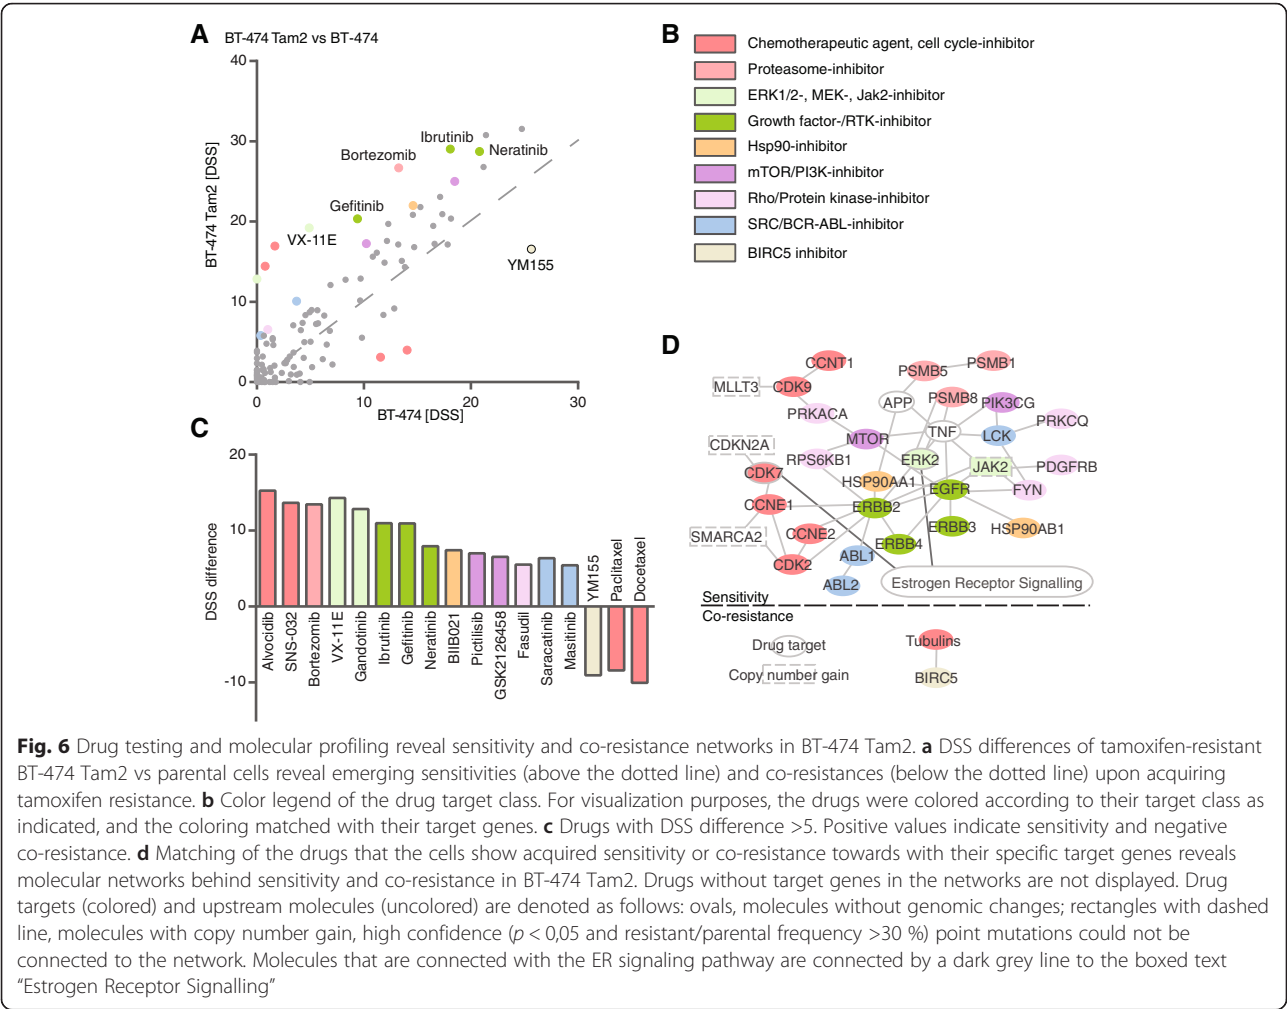 A BT-474 Tam2 vs BT-474
BT-474 Tam2 [DSS]
40
30
20
10
0
Ibrutinib
Neratinib
Bortezomib
Gefitinib
VX-11E
YM155
0 10 20 30
BT-474 [DSS]
B
Chemotherapeutic agent, cell cycle-inhibitor
Proteasome-inhibitor
ERK1/2-, MEK-, Jak2-inhibitor
Growth factor-/RTK-inhibitor
Hsp90-inhibitor
mTOR/PI3K-inhibitor
Rho/Protein kinase-inhibitor
SRC/BCR-ABL-inhibitor
BIRC5 inhibitor
C
DSS difference
20
10
0
-10
Alvocidib
SNS-032
Bortezomib
VX-11E
Gandotinib
Ibrutinib
Gefitinib
Neratinib
BIIB021
Pictilisib
GSK2126458
Fasudil
Saracatinib
Masitinib
YM155
Paclitaxel
Docetaxel
D
CCNT1
PSMB5
PSMB1
MLLT3
CDK9
APP
PSMB8
PIK3CG
PRKACA
PRKCQ
MTOR
TNF
LCK
CDKN2A
RPS6KB1
ERK2
JAK2
PDGFRB
CDK7
HSP90AA1
EGFR
FYN
CCNE1
ERBB2
SMARCA2
CCNE2
ERBB4
ERBB3
HSP90AB1
CDK2
ABL1
ABL2
Estrogen Receptor Signalling
Sensitivity
Co-resistance
Drug target
Tubulins
Copy number gain
BIRC5
Fig. 6 Drug testing and molecular profiling reveal sensitivity and co-resistance networks in BT-474 Tam2. a DSS differences of tamoxifen-resistant
BT-474 Tam2 vs parental cells reveal emerging sensitivities (above the dotted line) and co-resistances (below the dotted line) upon acquiring
tamoxifen resistance. b Color legend of the drug target class. For visualization purposes, the drugs were colored according to their target class as
indicated, and the coloring matched with their target genes. c Drugs with DSS difference >5. Positive values indicate sensitivity and negative
co-resistance. d Matching of the drugs that the cells show acquired sensitivity or co-resistance towards with their specific target genes reveals
molecular networks behind sensitivity and co-resistance in BT-474 Tam2. Drugs without target genes in the networks are not displayed. Drug
targets (colored) and upstream molecules (uncolored) are denoted as follows: ovals, molecules without genomic changes; rectangles with dashed
line, molecules with copy number gain, high confidence (p < 0,05 and resistant/parental frequency >30 %) point mutations could not be
connected to the network. Molecules that are connected with the ER signaling pathway are connected by a dark grey line to the boxed text
“Estrogen Receptor Signalling”